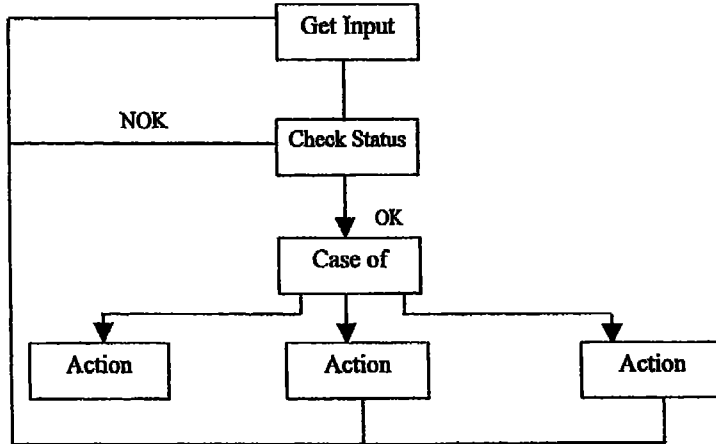 Get Input
NOK
Check Status
OK
Case of
Action
Action
Action